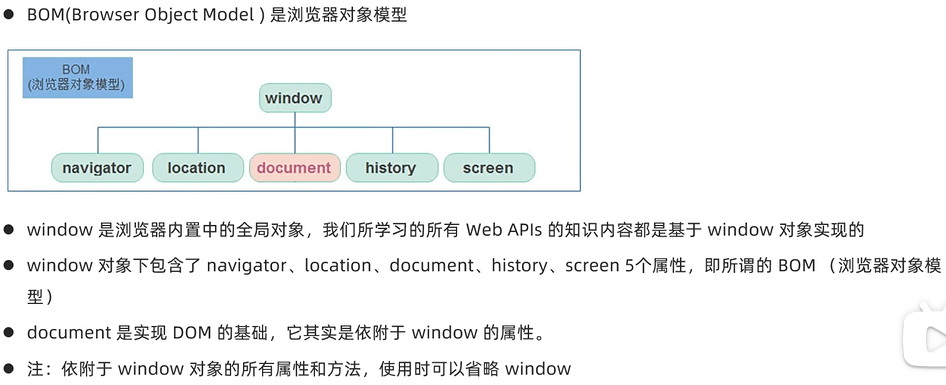 ● BOM(Browser Object Model ) 是浏览器对象模型
BOM
(浏览器对象模型)
window
navigator
location
document
history
screen
● window 是浏览器内置中的全局对象，我们所学习的所有 Web APIs 的知识内容都是基于 window 对象实现的
● window 对象下包含了 navigator、location、document、history、screen 5个属性，即所谓的 BOM （浏览器对象模
型）
● document 是实现 DOM 的基础，它其实是依附于 window 的属性。
● 注：依附于 window 对象的所有属性和方法，使用时可以省略 window